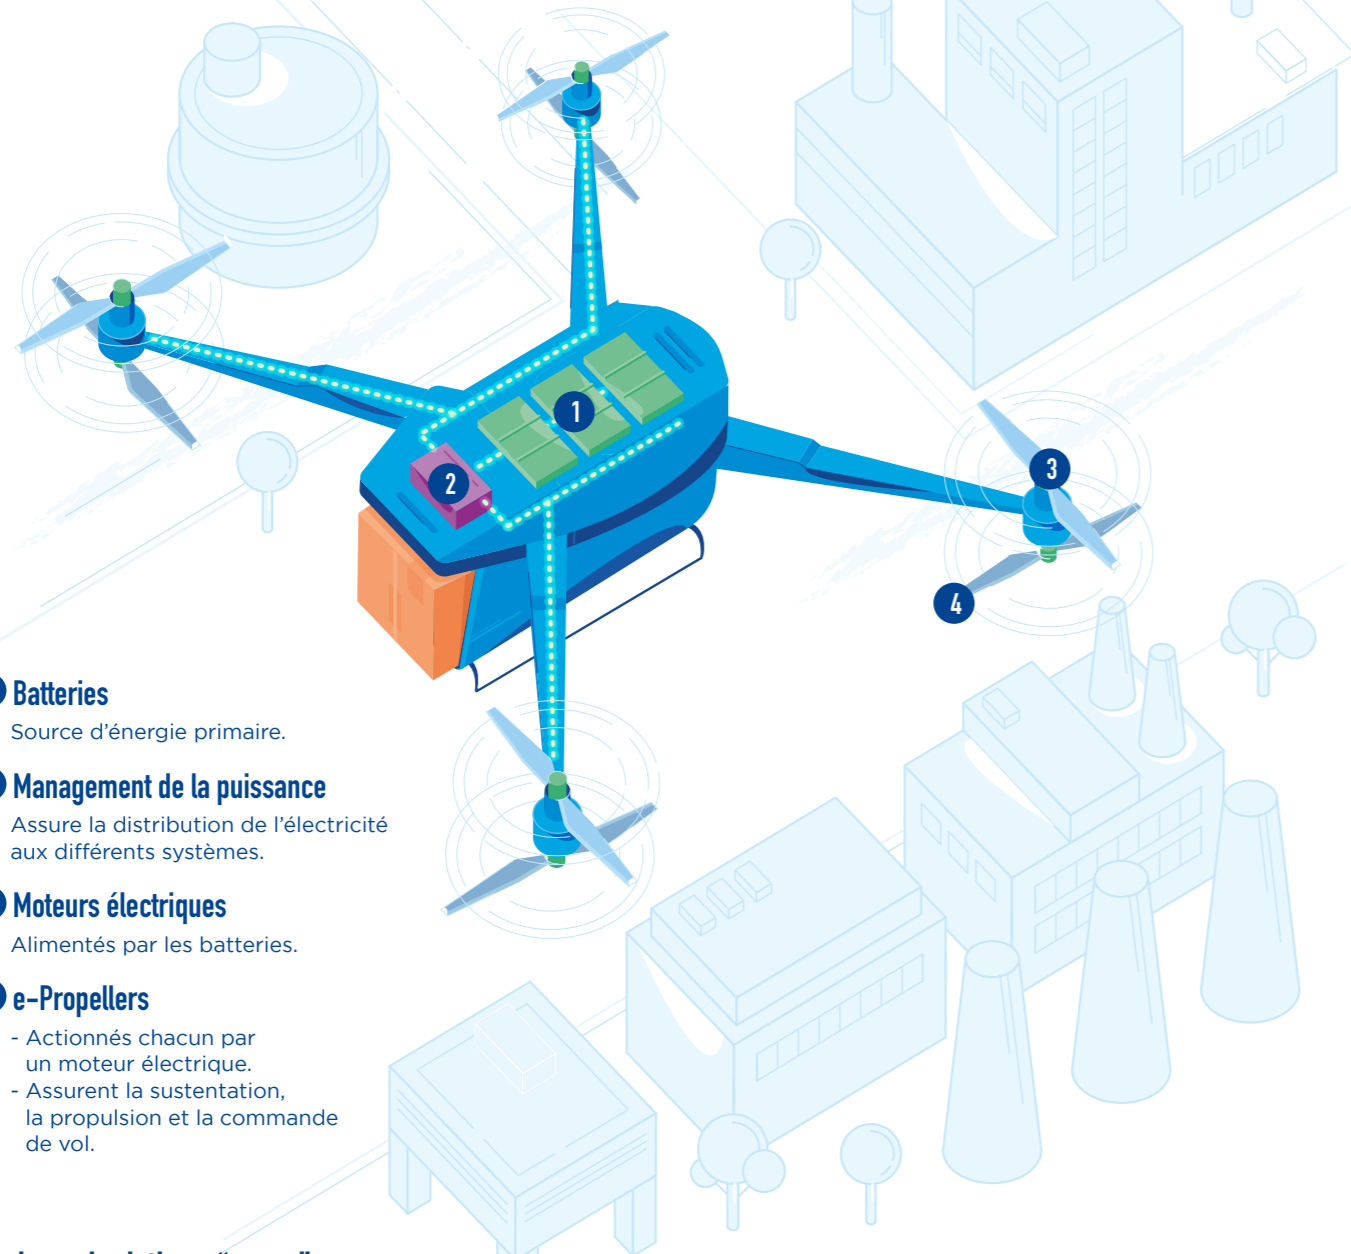 1
2
3
4
Batteries
Source d'énergie primaire.
Management de la puissance
Assure la distribution de l'électricité
aux différents systèmes.
Moteurs électriques
Alimentés par les batteries.
e-Propellers
- Actionnés chacun par
un moteur électrique.
- Assurent la sustentation,
la propulsion et la commande
de vol.